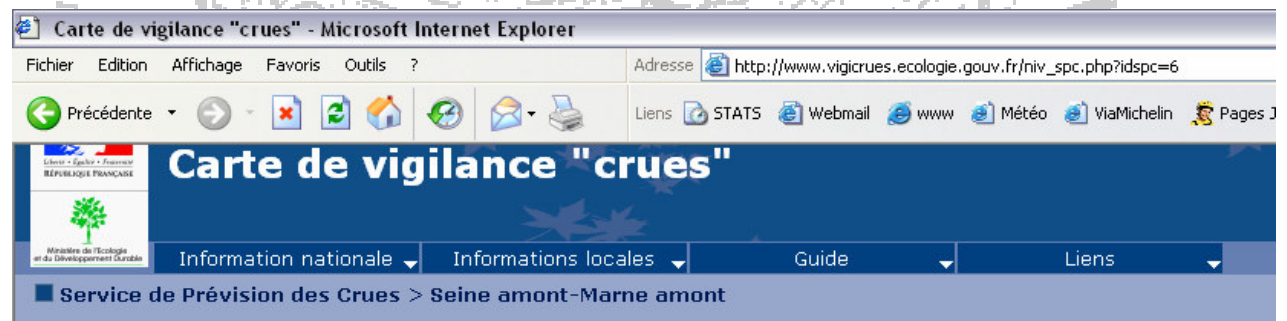 Carte de vigilance "crues" - Microsoft Internet Explorer
Fichier Edition Affichage Favoris Outils ? Adresse http://www.vigicrues.ecologie.gouv.fr/niv_spc.php?idspc=6
Précédente Liens STATS Webmail www Météo ViaMichelin Pages J
Liberté • Égalité • Fraternité
RÉPUBLIQUE FRANÇAISE
Carte de vigilance "crues"
Ministère de l'Ecologie
et du Développement Durable
Information nationale Informations locales Guide Liens
Service de Prévision des Crues > Seine amont-Marne amont